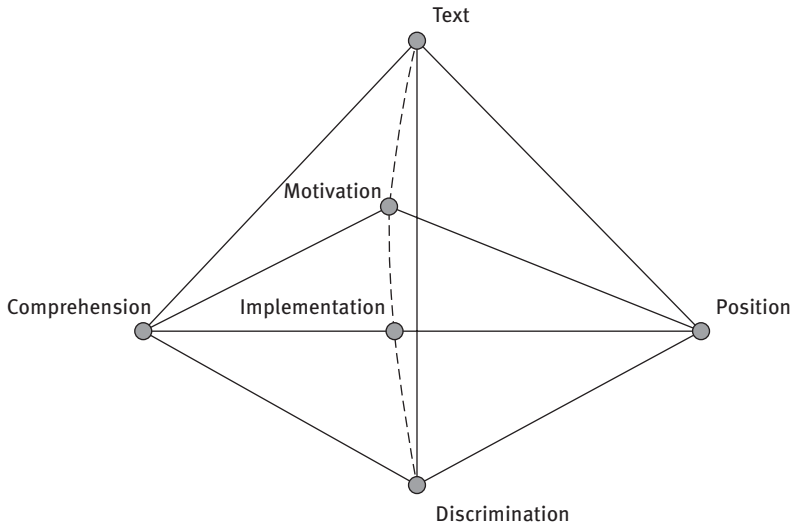 Text
Motivation
Comprehension
Implementation
Position
Discrimination